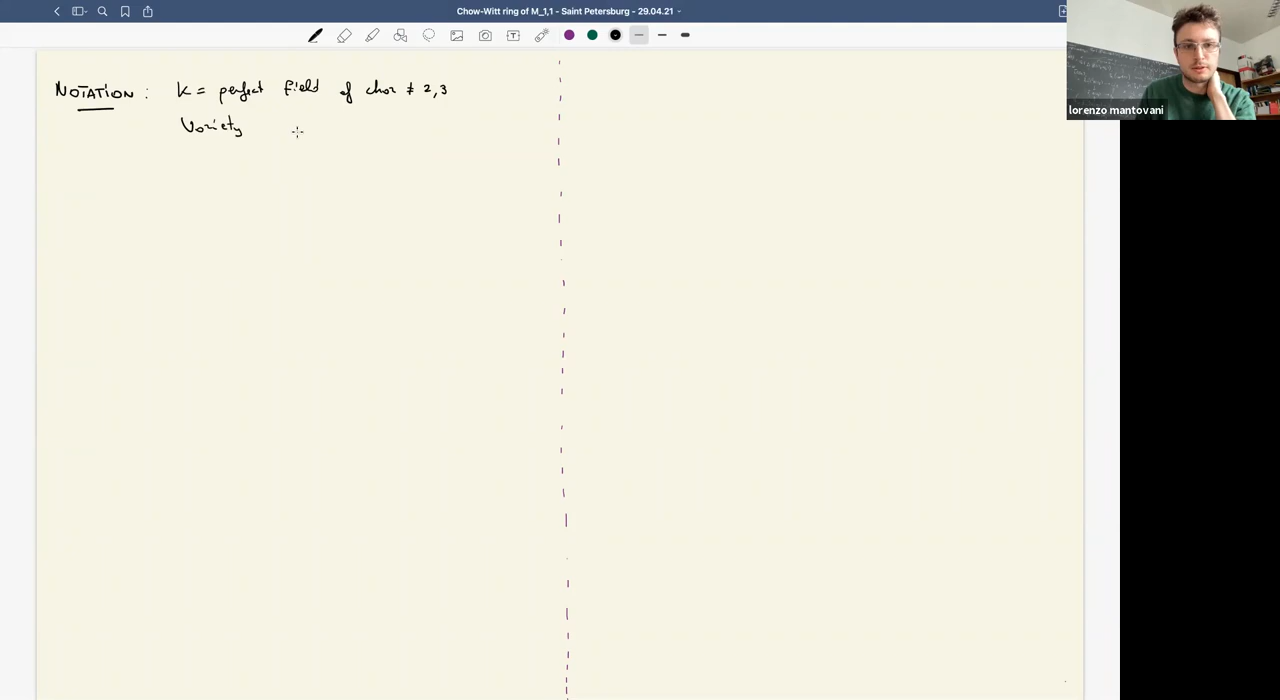 Chow-Witt ring of M_1,1 - Saint Petersburg - 29.04.21
NOTATION : K = perfect field of char ≠ 2,3
Variety
lorenzo mantovani